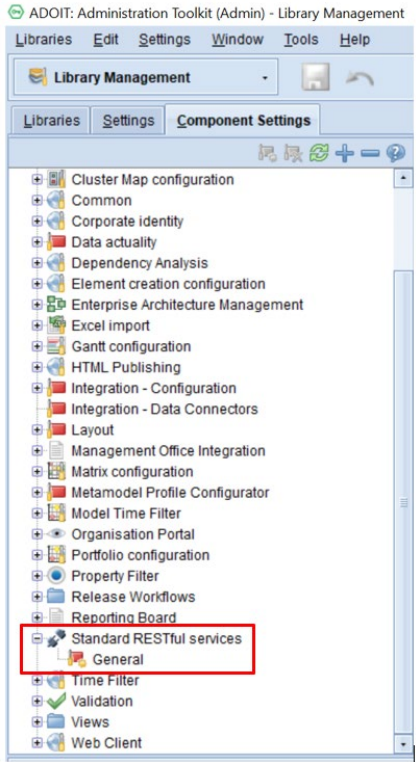 ADOIT: Administration Toolkit (Admin) - Library Management
Libraries Edit Settings Window Tools Help
Library Management
Libraries Settings Component Settings
Cluster Map configuration
Common
Corporate identity
Data actuality
Dependency Analysis
Element creation configuration
Enterprise Architecture Management
Excel import
Gantt configuration
HTML Publishing
Integration - Configuration
Integration - Data Connectors
Layout
Management Office Integration
Matrix configuration
Metamodel Profile Configurator
Model Time Filter
Organisation Portal
Portfolio configuration
Property Filter
Release Workflows
Reporting Board
Standard RESTful services
General
Time Filter
Validation
Views
Web Client